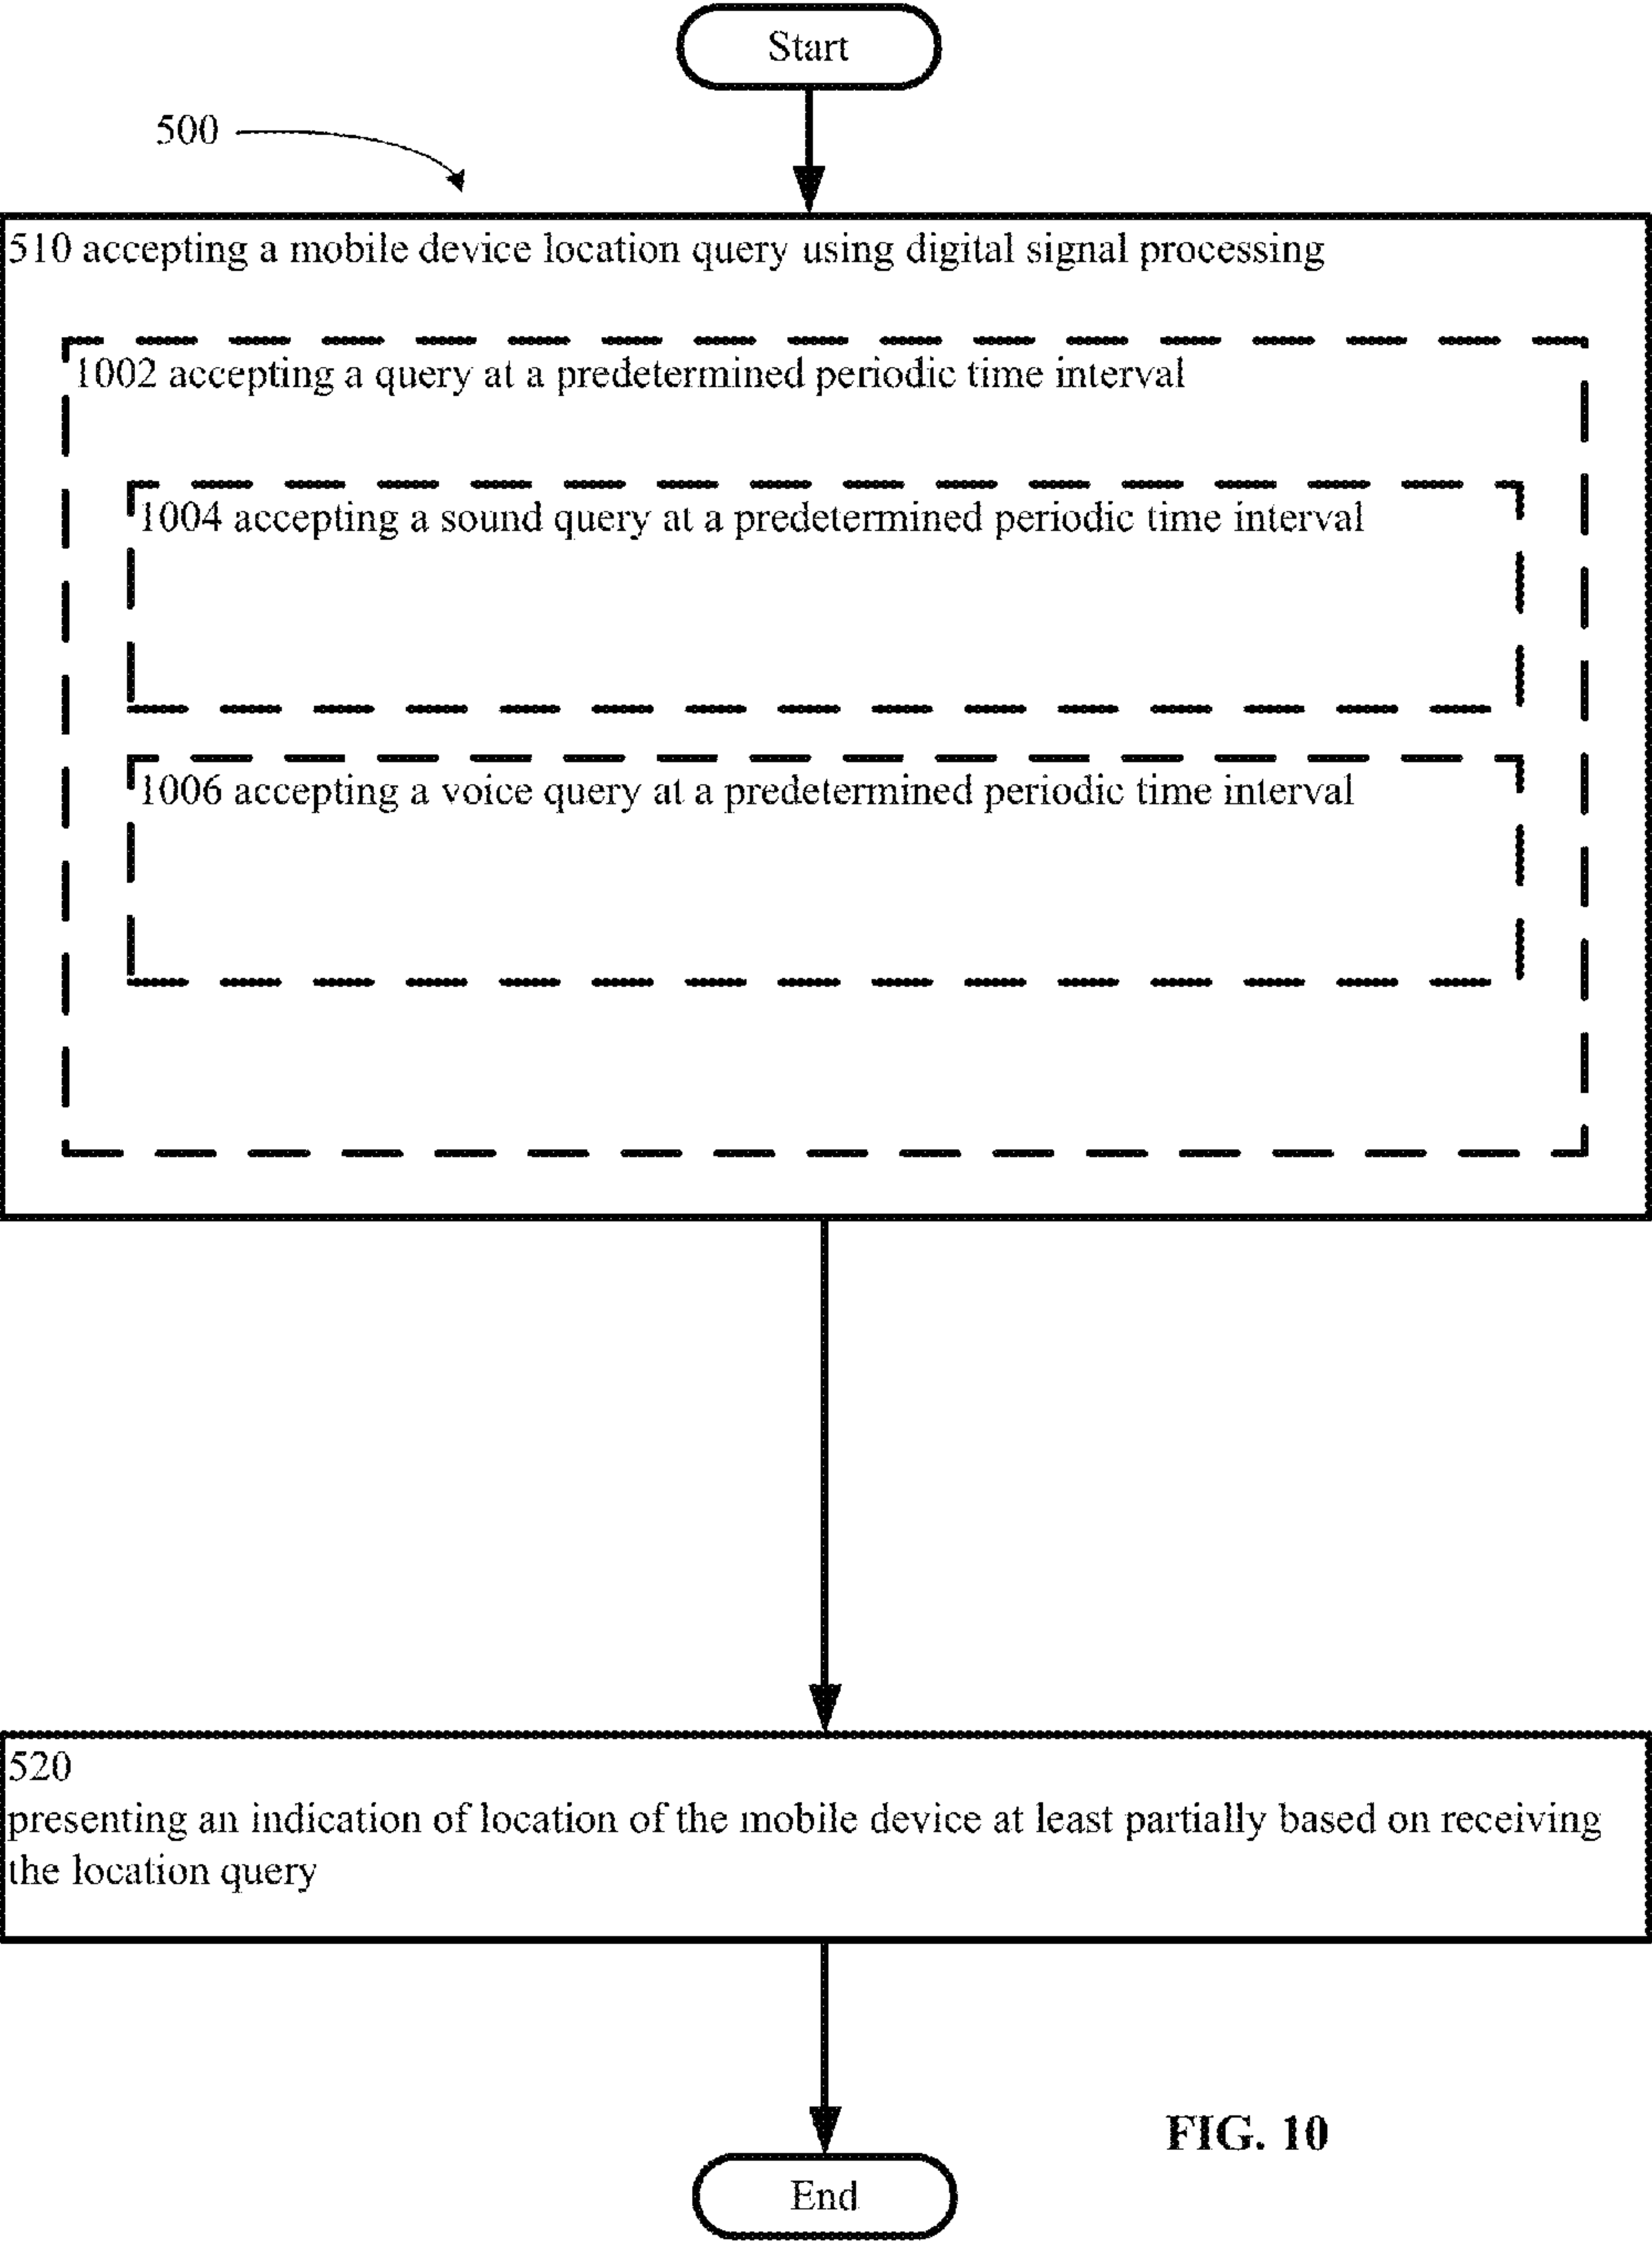 Start
500
510 accepting a mobile device location query using digital signal processing
1002 accepting a query at a predetermined periodic time interval
1004 accepting a sound query at a predetermined periodic time interval
1006 accepting a voice query at a predetermined periodic time interval
520
presenting an indication of location of the mobile device at least partially based on receiving
the location query
FIG. 10
End